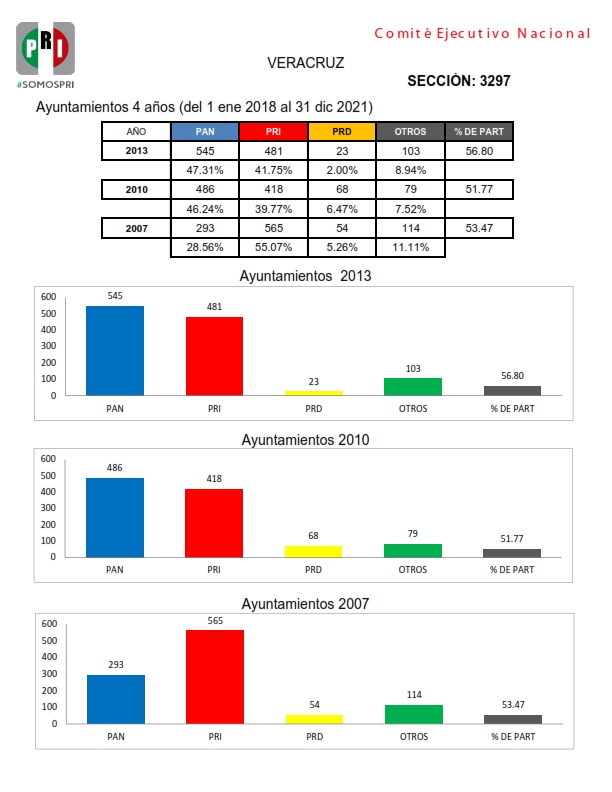 Comité Ejecutivo Nacional
PRI
#SOMOSPRI
VERACRUZ
SECCIÓN: 3297
Ayuntamientos 4 años (del 1 ene 2018 al 31 dic 2021)
AÑO PAN PRI PRD OTROS % DE PART
2013 545 481 23 103 56.80
47.31% 41.75% 2.00% 8.94%
2010 486 418 68 79 51.77
46.24% 39.77% 6.47% 7.52%
2007 293 565 54 114 53.47
28.56% 55.07% 5.26% 11.11%
Ayuntamientos  2013
600
500
400
300
200
100
0
545
481
23
103
56.80
PAN PRI PRD OTROS % DE PART
Ayuntamientos 2010
600
500
400
300
200
100
0
486
418
68
79
51.77
PAN PRI PRD OTROS % DE PART
Ayuntamientos 2007
600
500
400
300
200
100
0
293
565
54
114
53.47
PAN PRI PRD OTROS % DE PART